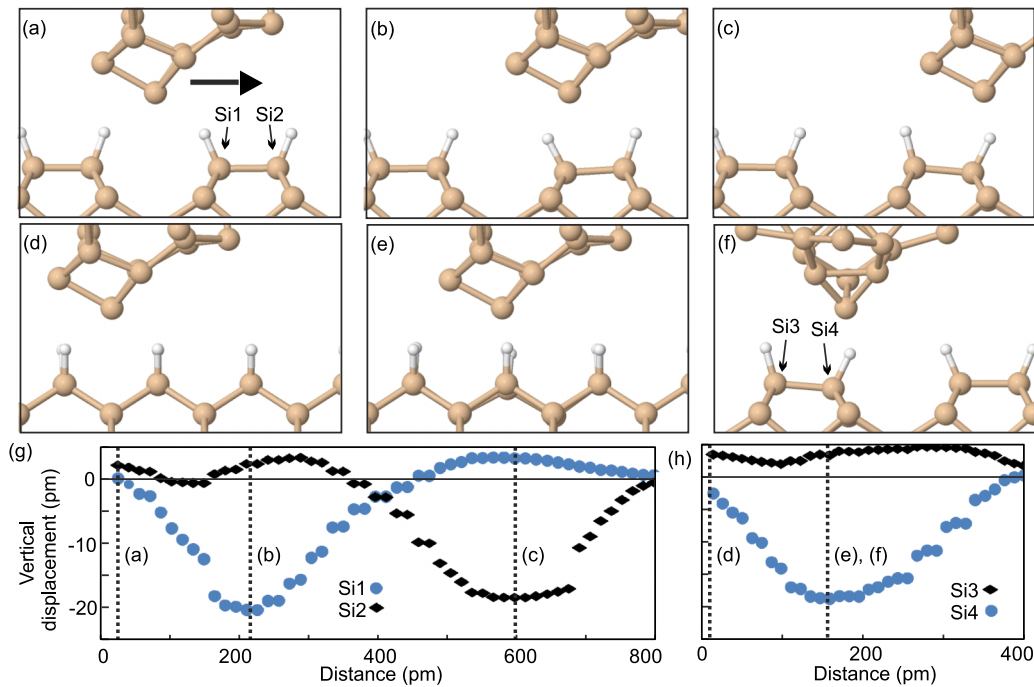 (a)
(b)
(c)
Si1 Si2
(d)
(e)
(f)
Si3 Si4
(g)
(h)
Vertical
displacement (pm)
0
-10
-20
(a)
(b)
(c)
Si1
Si2
0 200 400 600 800
Distance (pm)
(d)
(e), (f)
Si3
Si4
0 200 400
Distance (pm)